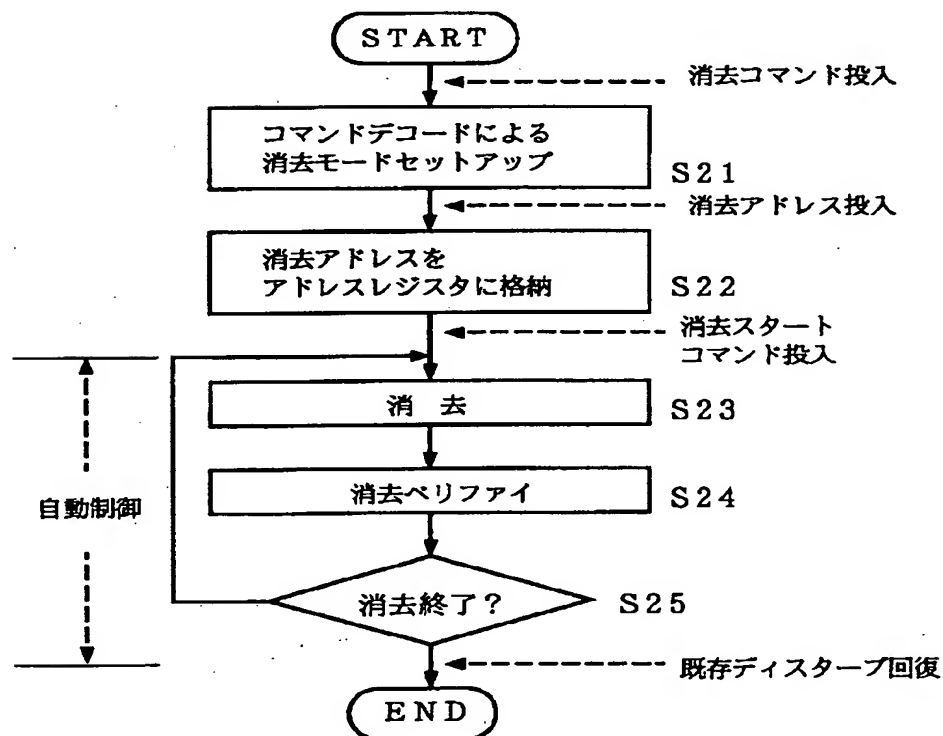 START
消去コマンド投入
コマンドデコードによる
消去モードセットアップ
S21
消去アドレス投入
消去アドレスを
アドレスレジスタに格納
S22
消去スタート
コマンド投入
消 去
S23
消去ベリファイ
S24
自動制御
消去終了?
S25
既存ディスターブ回復
END